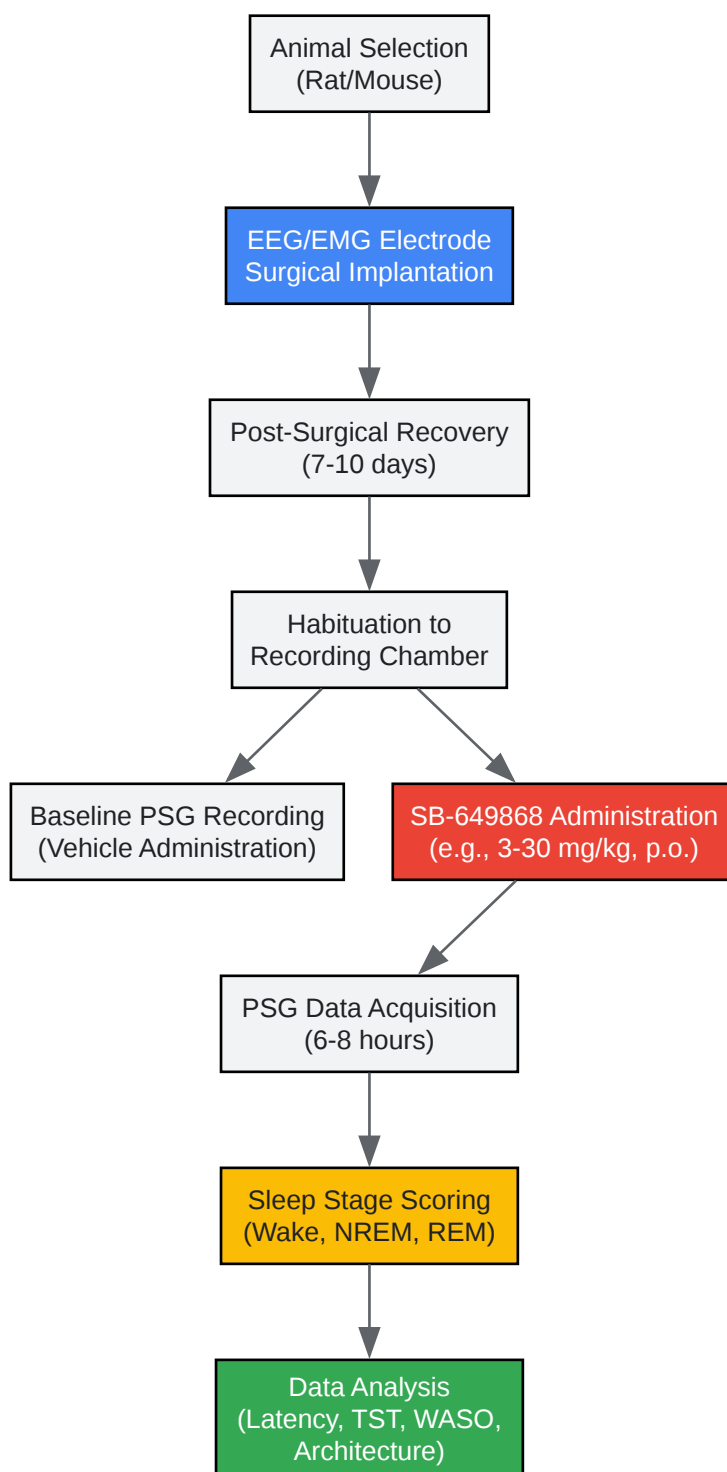 Animal Selection
(Rat/Mouse)
EEG/EMG Electrode
Surgical Implantation
Post-Surgical Recovery
(7-10 days)
Habituation to
Recording Chamber
Baseline PSG Recording
(Vehicle Administration)
SB-649868 Administration
(e.g., 3-30 mg/kg, p.o.)
PSG Data Acquisition
(6-8 hours)
Sleep Stage Scoring
(Wake, NREM, REM)
Data Analysis
(Latency, TST, WASO,
Architecture)